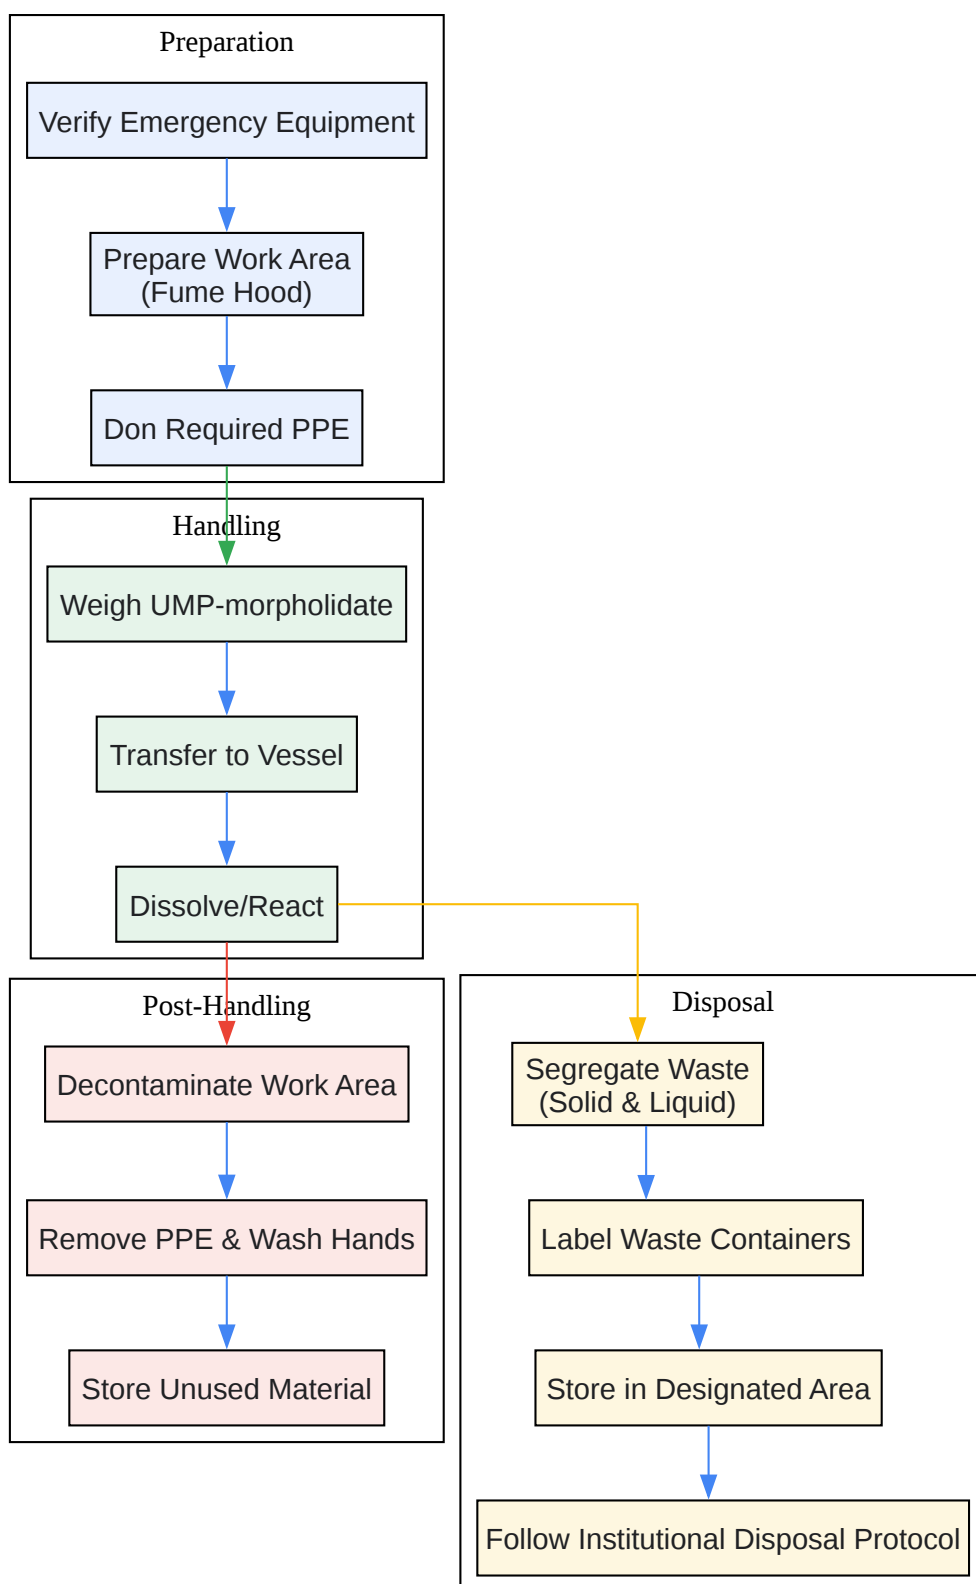 Preparation
Verify Emergency Equipment
Prepare Work Area
(Fume Hood)
Don Required PPE
Handling
Weigh UMP-morpholidate
Transfer to Vessel
Dissolve/React
Post-Handling
Decontaminate Work Area
Remove PPE & Wash Hands
Store Unused Material
Disposal
Segregate Waste
(Solid & Liquid)
Label Waste Containers
Store in Designated Area
Follow Institutional Disposal Protocol